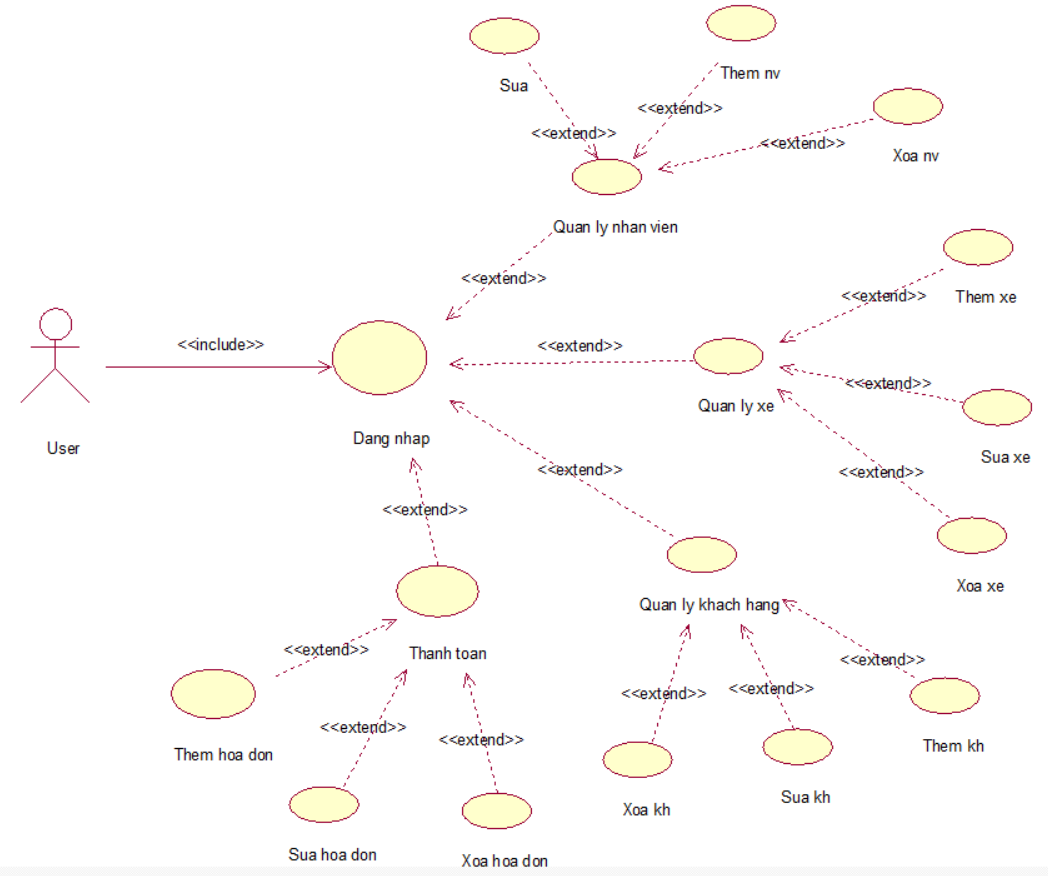 Sua
Them nv
<<extend>>
<<extend>>
<<extend>>
Xoa nv
Quan ly nhan vien
<<extend>>
Them xe
<<extend>>
<<include>>
<<extend>>
<<extend>>
Quan ly xe
User
Dang nhap
Sua xe
<<extend>>
<<extend>>
<<extend>>
Xoa xe
Quan ly khach hang
<<extend>>
Thanh toan
<<extend>>
<<extend>>
<<extend>>
<<extend>>
<<extend>>
Them hoa don
Them kh
Xoa kh
Sua kh
Sua hoa don
Xoa hoa don